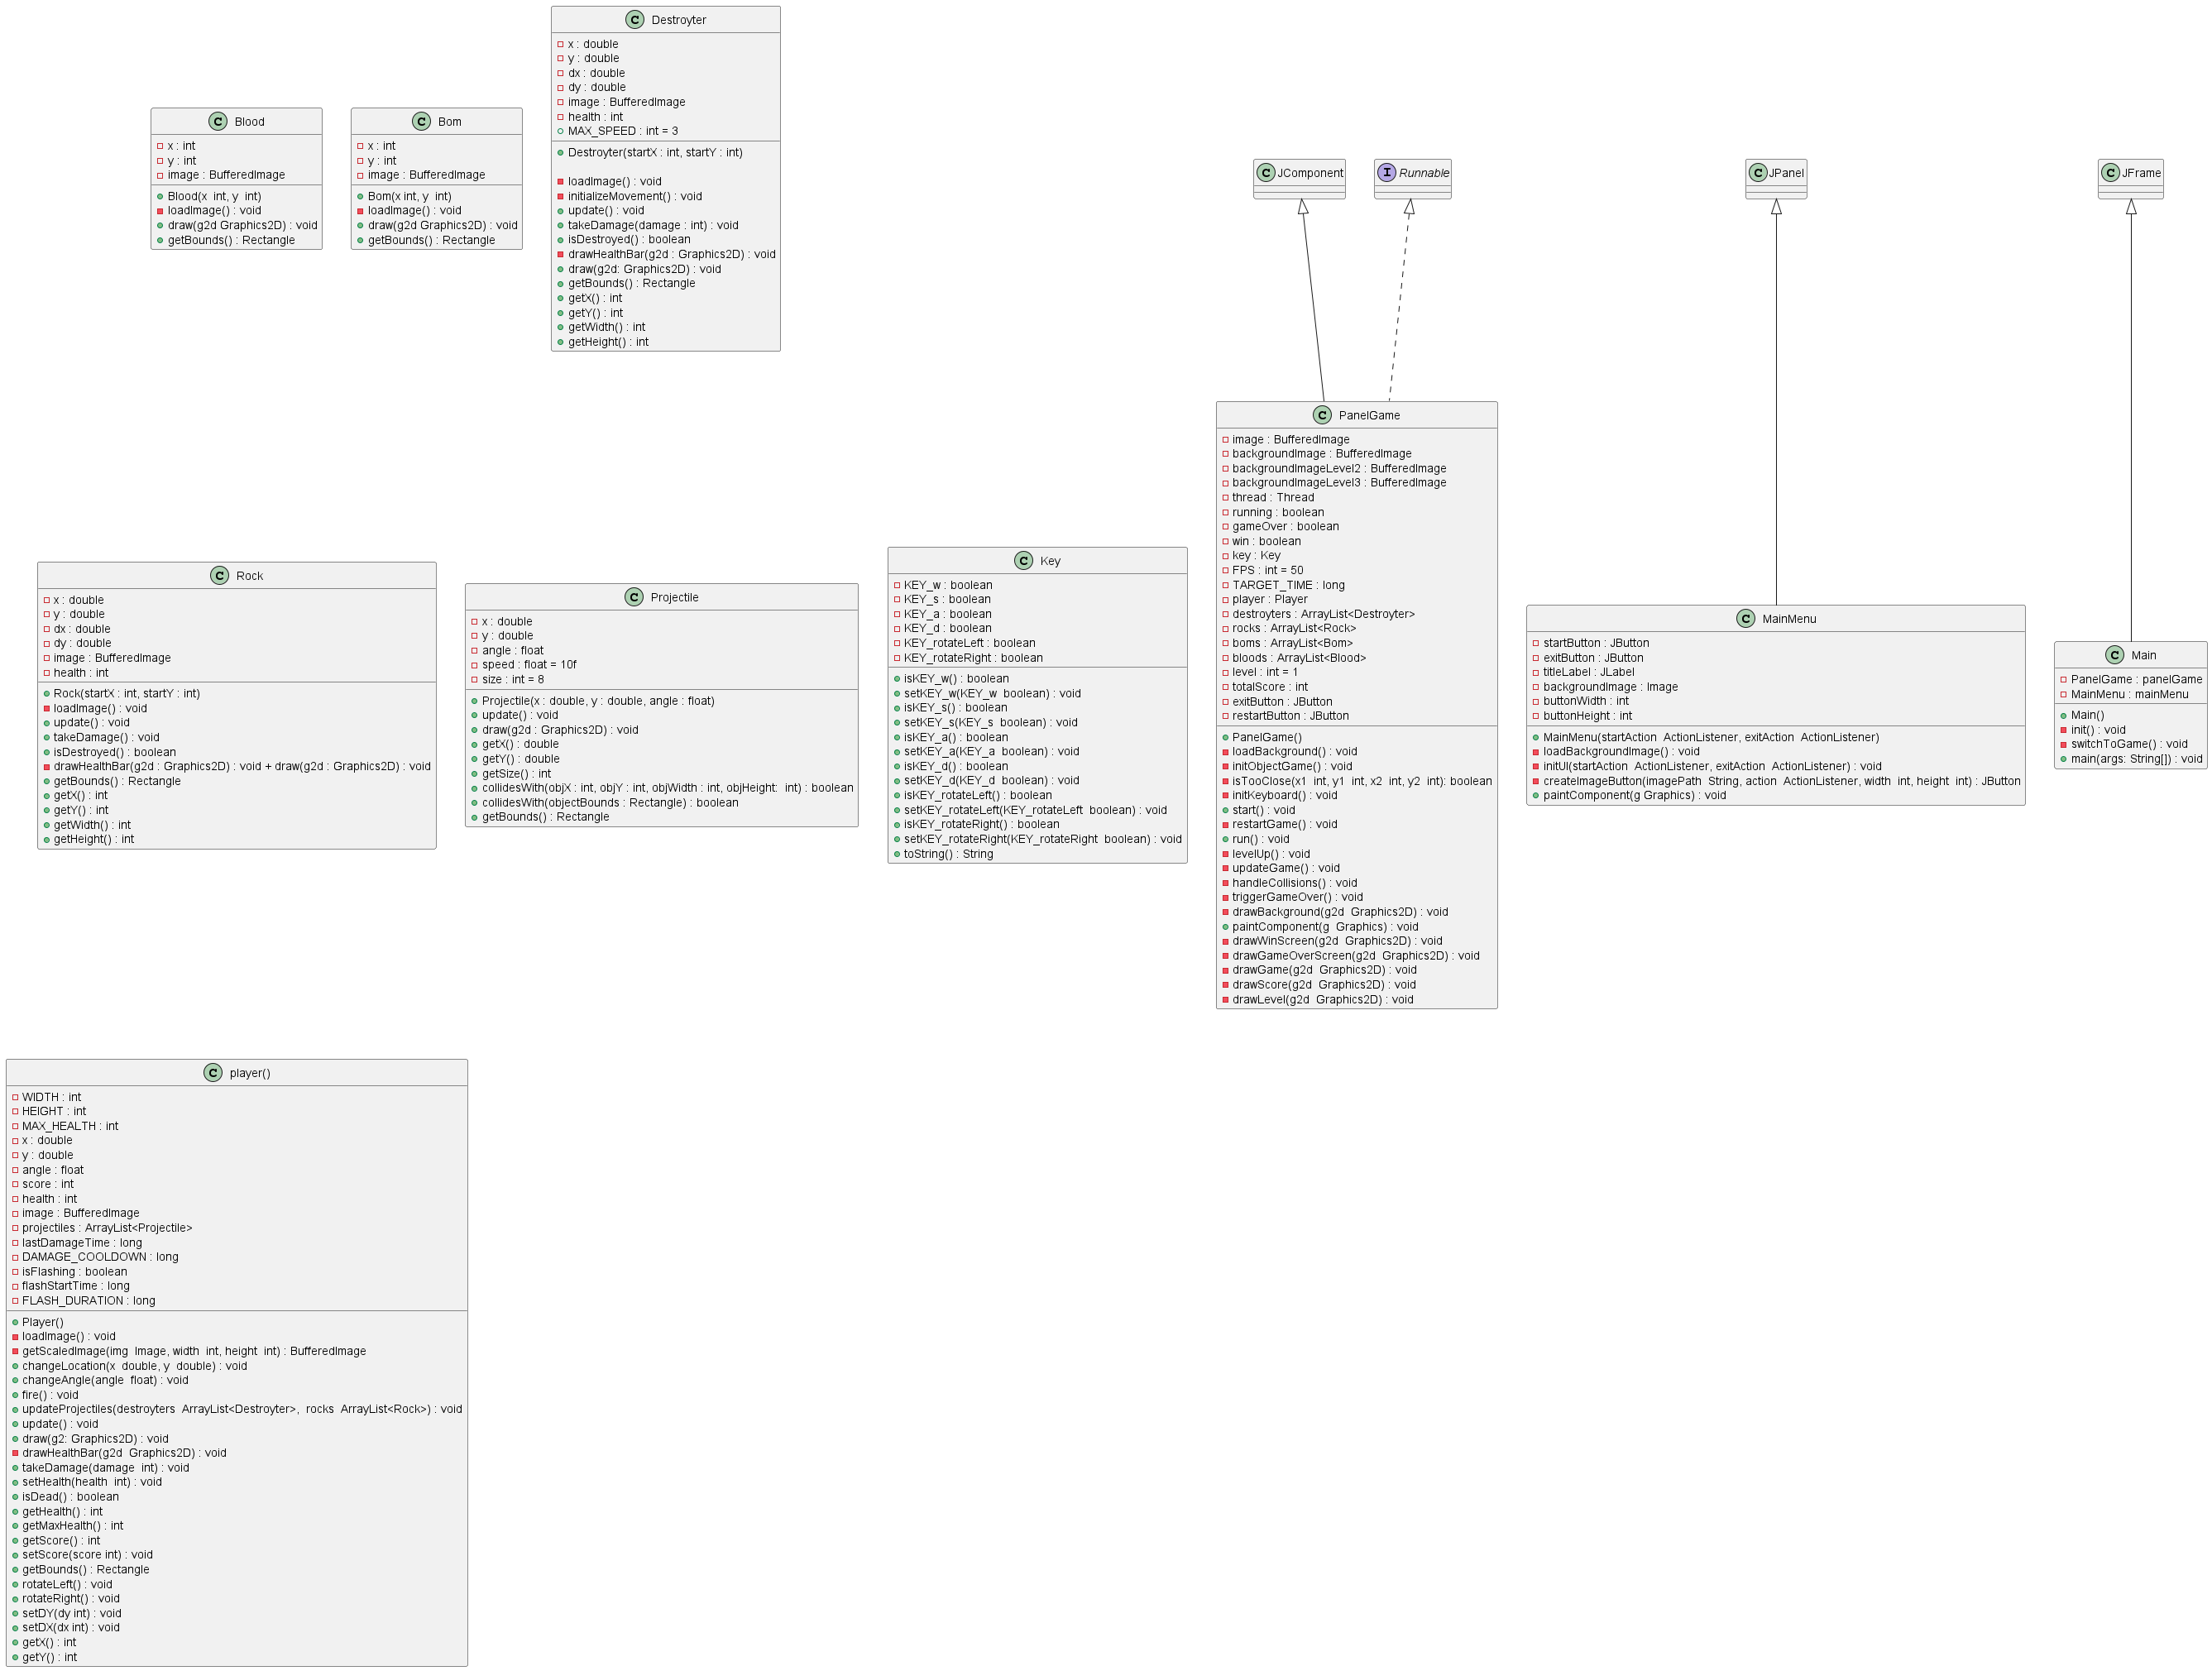 Blood
x : int
y : int
image : BufferedImage
Blood(x  int, y  int)
loadImage() : void
draw(g2d Graphics2D) : void
getBounds() : Rectangle
Bom
x : int
y : int
image : BufferedImage
Bom(x int, y  int)
loadImage() : void
draw(g2d Graphics2D) : void
getBounds() : Rectangle
Destroyter
x : double
y : double
dx : double
dy : double
image : BufferedImage
health : int
MAX_SPEED : int = 3
Destroyter(startX : int, startY : int)
loadImage() : void
initializeMovement() : void
update() : void
takeDamage(damage : int) : void
isDestroyed() : boolean
drawHealthBar(g2d : Graphics2D) : void
draw(g2d: Graphics2D) : void
getBounds() : Rectangle
getX() : int
getY() : int
getWidth() : int
getHeight() : int
JComponent
Runnable
JPanel
JFrame
Rock
x : double
y : double
dx : double
dy : double
image : BufferedImage
health : int
Rock(startX : int, startY : int)
loadImage() : void
update() : void
takeDamage() : void
isDestroyed() : boolean
drawHealthBar(g2d : Graphics2D) : void + draw(g2d : Graphics2D) : void
getBounds() : Rectangle
getX() : int
getY() : int
getWidth() : int
getHeight() : int
Projectile
x : double
y : double
angle : float
speed : float = 10f
size : int = 8
Projectile(x : double, y : double, angle : float)
update() : void
draw(g2d : Graphics2D) : void
getX() : double
getY() : double
getSize() : int
collidesWith(objX : int, objY : int, objWidth : int, objHeight:  int) : boolean
collidesWith(objectBounds : Rectangle) : boolean
getBounds() : Rectangle
Key
KEY_w : boolean
KEY_s : boolean
KEY_a : boolean
KEY_d : boolean
KEY_rotateLeft : boolean
KEY_rotateRight : boolean
isKEY_w() : boolean
setKEY_w(KEY_w  boolean) : void
isKEY_s() : boolean
setKEY_s(KEY_s  boolean) : void
isKEY_a() : boolean
setKEY_a(KEY_a  boolean) : void
isKEY_d() : boolean
setKEY_d(KEY_d  boolean) : void
isKEY_rotateLeft() : boolean
setKEY_rotateLeft(KEY_rotateLeft  boolean) : void
isKEY_rotateRight() : boolean
setKEY_rotateRight(KEY_rotateRight  boolean) : void
toString() : String
PanelGame
image : BufferedImage
backgroundImage : BufferedImage
backgroundImageLevel2 : BufferedImage
backgroundImageLevel3 : BufferedImage
thread : Thread
running : boolean
gameOver : boolean
win : boolean
key : Key
FPS : int = 50
TARGET_TIME : long
player : Player
destroyters : ArrayList<Destroyter>
rocks : ArrayList<Rock>
boms : ArrayList<Bom>
bloods : ArrayList<Blood>
level : int = 1
totalScore : int
exitButton : JButton
restartButton : JButton
PanelGame()
loadBackground() : void
initObjectGame() : void
isTooClose(x1  int, y1  int, x2  int, y2  int): boolean
initKeyboard() : void
start() : void
restartGame() : void
run() : void
levelUp() : void
updateGame() : void
handleCollisions() : void
triggerGameOver() : void
drawBackground(g2d  Graphics2D) : void
paintComponent(g  Graphics) : void
drawWinScreen(g2d  Graphics2D) : void
drawGameOverScreen(g2d  Graphics2D) : void
drawGame(g2d  Graphics2D) : void
drawScore(g2d  Graphics2D) : void
drawLevel(g2d  Graphics2D) : void
MainMenu
startButton : JButton
exitButton : JButton
titleLabel : JLabel
backgroundImage : Image
buttonWidth : int
buttonHeight : int
MainMenu(startAction  ActionListener, exitAction  ActionListener)
loadBackgroundImage() : void
initUI(startAction  ActionListener, exitAction  ActionListener) : void
createImageButton(imagePath  String, action  ActionListener, width  int, height  int) : JButton
paintComponent(g Graphics) : void
Main
PanelGame : panelGame
MainMenu : mainMenu
Main()
init() : void
switchToGame() : void
main(args: String[]) : void
player()
WIDTH : int
HEIGHT : int
MAX_HEALTH : int
x : double
y : double
angle : float
score : int
health : int
image : BufferedImage
projectiles : ArrayList<Projectile>
lastDamageTime : long
DAMAGE_COOLDOWN : long
isFlashing : boolean
flashStartTime : long
FLASH_DURATION : long
Player()
loadImage() : void
getScaledImage(img  Image, width  int, height  int) : BufferedImage
changeLocation(x  double, y  double) : void
changeAngle(angle  float) : void
fire() : void
updateProjectiles(destroyters  ArrayList<Destroyter>,  rocks  ArrayList<Rock>) : void
update() : void
draw(g2: Graphics2D) : void
drawHealthBar(g2d  Graphics2D) : void
takeDamage(damage  int) : void
setHealth(health  int) : void
isDead() : boolean
getHealth() : int
getMaxHealth() : int
getScore() : int
setScore(score int) : void
getBounds() : Rectangle
rotateLeft() : void
rotateRight() : void
setDY(dy int) : void
setDX(dx int) : void
getX() : int
getY() : int